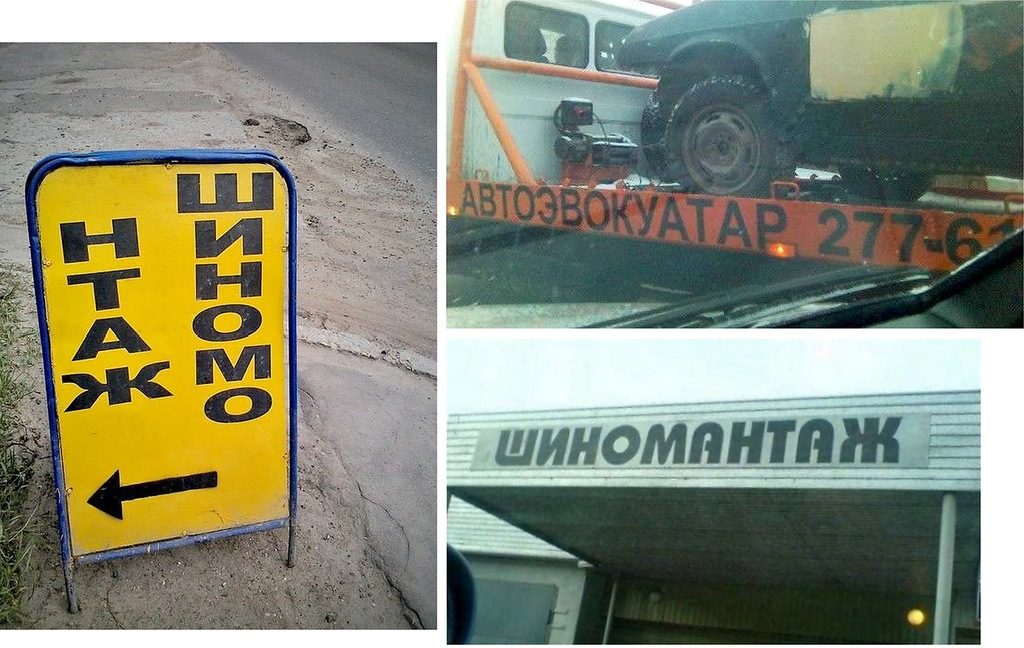 ШИНОМО
НТАЖ
АВТОЭВОКУАТАР 277-61
ШИНОМАНТАЖ